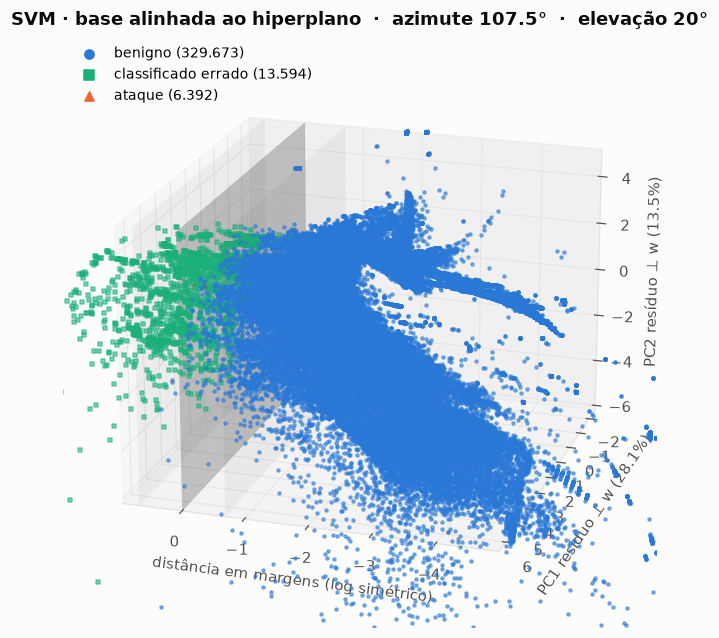 SVM · base alinhada ao hiperplano · azimute 107.5° · elevação 20°
benigno (329.673)
classificado errado (13.594)
ataque (6.392)
4
2
0
−2
−4
−6
PC2 resíduo ⊥ w (13.5%)
−2
−1
0
1
2
5
6
PC1 resíduo ⊥ w (28.1%)
0
−1
−2
−3
−4
distância em margens (log simétrico)